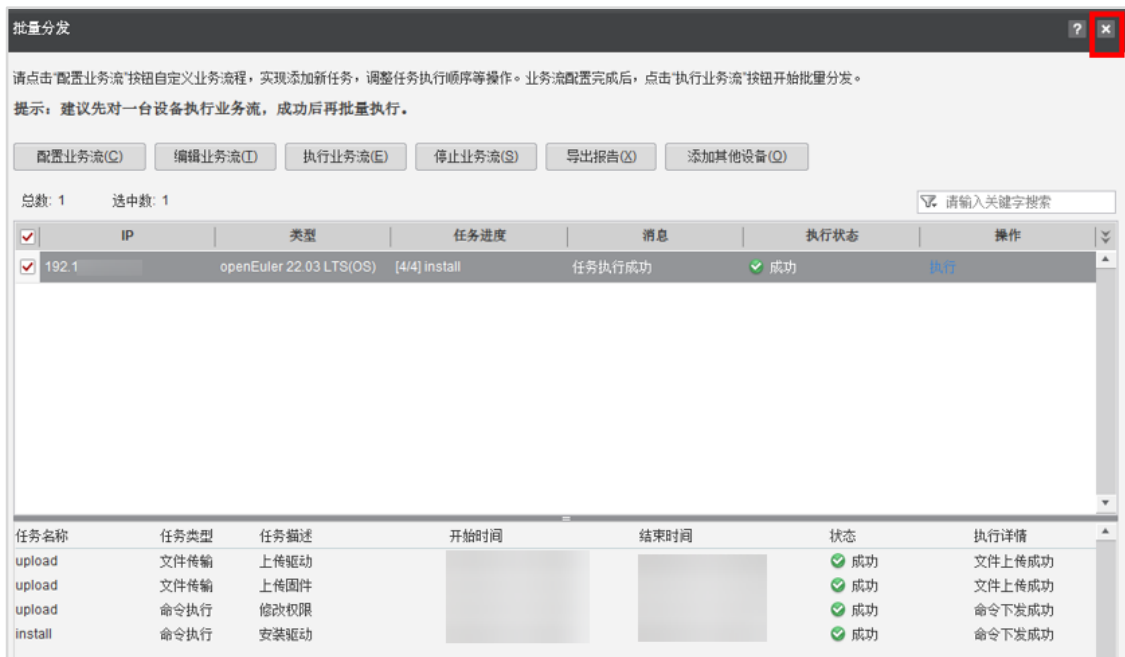 批量分发 ? ×
请点击"配置业务流"按钮自定义业务流程，实现添加新任务，调整任务执行顺序等操作。业务流配置完成后，点击"执行业务流"按钮开始批量分发。
提示：建议先对一台设备执行业务流，成功后再批量执行。
配置业务流(C) 编辑业务流(T) 执行业务流(E) 停止业务流(S) 导出报告(X) 添加其他设备(O)
总数: 1 选中数: 1 请输入关键字搜索
IP 类型 任务进度 消息 执行状态 操作
192.1 openEuler 22.03 LTS(OS) [4/4] install 任务执行成功 成功 执行
任务名称 任务类型 任务描述 开始时间 结束时间 状态 执行详情
upload 文件传输 上传驱动 成功 文件上传成功
upload 文件传输 上传固件 成功 文件上传成功
upload 命令执行 修改权限 成功 命令下发成功
install 命令执行 安装驱动 成功 命令下发成功